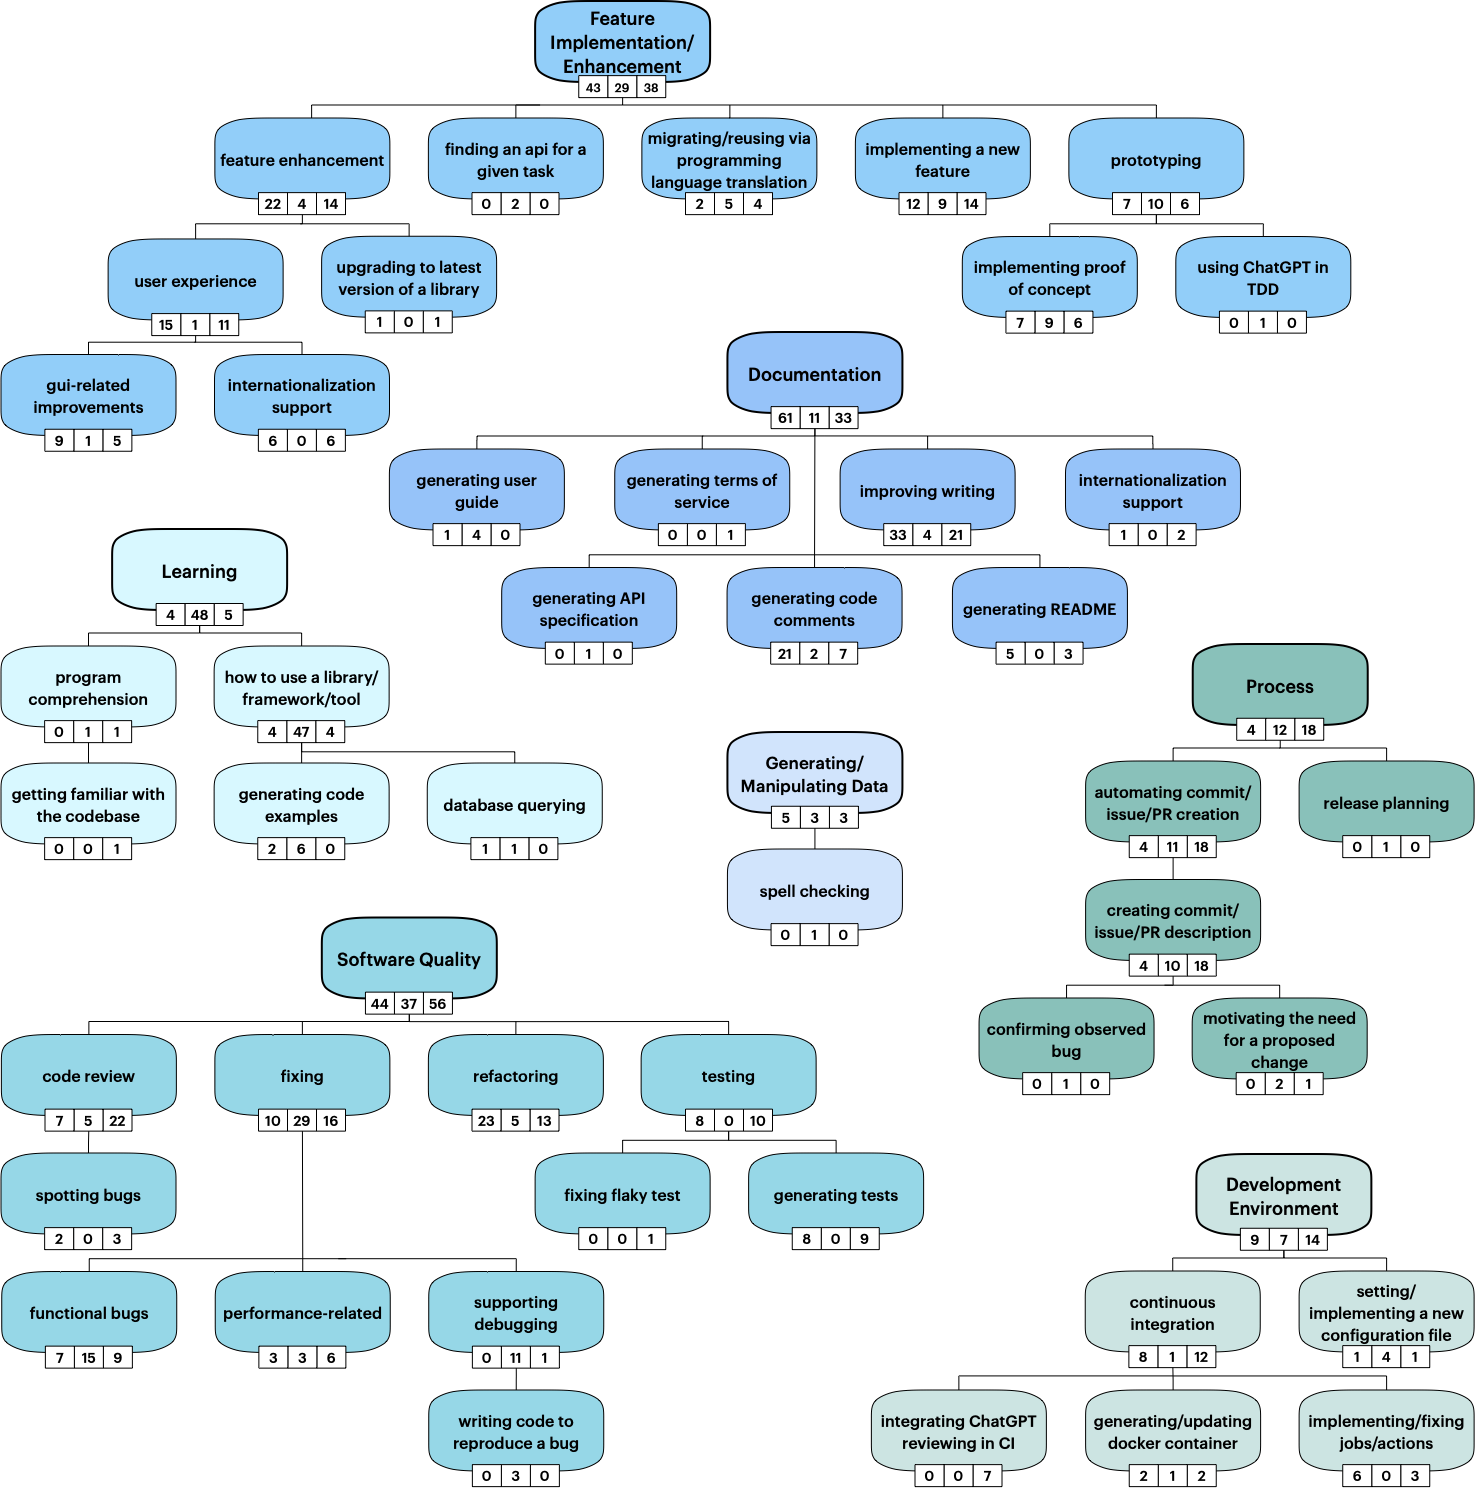 Feature
Implementation/
Enhancement
43 29 38
feature enhancement
22 4 14
finding an api for a
given task
0 2 0
migrating/reusing via
programming
language translation
2 5 4
implementing a new
feature
12 9 14
prototyping
7 10 6
user experience
15 1 11
upgrading to latest
version of a library
1 0 1
implementing proof
of concept
7 9 6
using ChatGPT in
TDD
0 1 0
gui-related
improvements
9 1 5
internationalization
support
6 0 6
Documentation
61 11 33
generating user
guide
1 4 0
generating terms of
service
0 0 1
improving writing
33 4 21
internationalization
support
1 0 2
generating API
specification
0 1 0
generating code
comments
21 2 7
generating README
5 0 3
Learning
4 48 5
program
comprehension
0 1 1
how to use a library/
framework/tool
4 47 4
getting familiar with
the codebase
0 0 1
generating code
examples
2 6 0
database querying
1 1 0
Generating/
Manipulating Data
5 3 3
spell checking
0 1 0
Process
4 12 18
automating commit/
issue/PR creation
4 11 18
release planning
0 1 0
creating commit/
issue/PR description
4 10 18
confirming observed
bug
0 1 0
motivating the need
for a proposed
change
0 2 1
Software Quality
44 37 56
code review
7 5 22
fixing
10 29 16
refactoring
23 5 13
testing
8 0 10
spotting bugs
2 0 3
fixing flaky test
0 0 1
generating tests
8 0 9
functional bugs
7 15 9
performance-related
3 3 6
supporting
debugging
0 11 1
writing code to
reproduce a bug
0 3 0
Development
Environment
9 7 14
continuous
integration
8 1 12
setting/
implementing a new
configuration file
1 4 1
integrating ChatGPT
reviewing in CI
0 0 7
generating/updating
docker container
2 1 2
implementing/fixing
jobs/actions
6 0 3